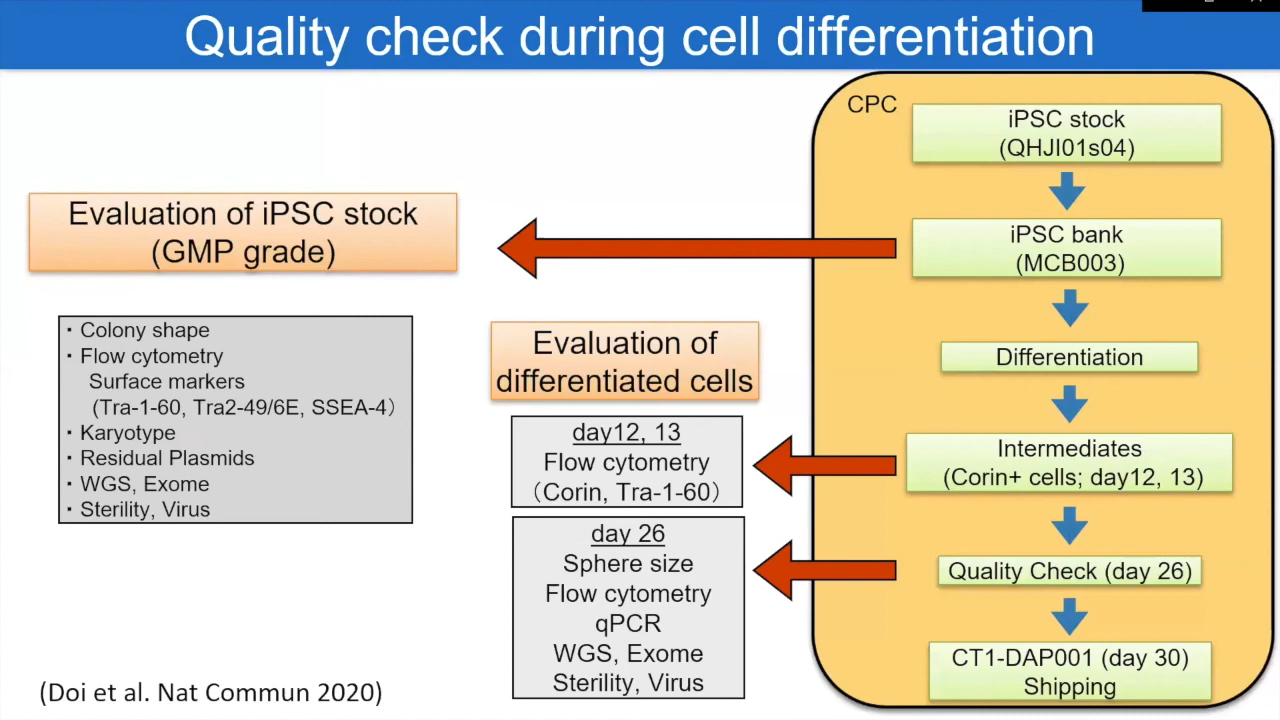 Quality check during cell differentiation
CPC
iPSC stock
(QHJI01s04)
iPSC bank
(MCB003)
Differentiation
Intermediates
(Corin+ cells; day12, 13)
Quality Check (day 26)
CT1-DAP001 (day 30)
Shipping
Evaluation of iPSC stock
(GMP grade)
・Colony shape
・Flow cytometry
Surface markers
(Tra-1-60, Tra2-49/6E, SSEA-4）
・Karyotype
・Residual Plasmids
・WGS, Exome
・Sterility, Virus
Evaluation of
differentiated cells
day12, 13
Flow cytometry
（Corin, Tra-1-60）
day 26
Sphere size
Flow cytometry
qPCR
WGS, Exome
Sterility, Virus
(Doi et al. Nat Commun 2020)